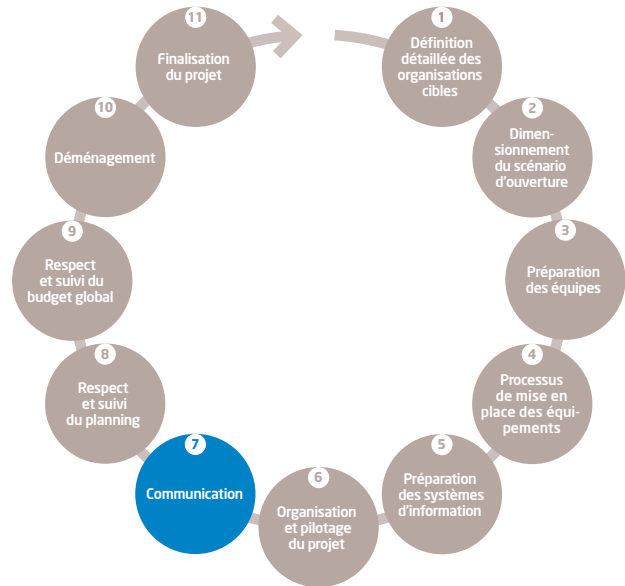 1
Définition
détaillée des
organisations
cibles
2
Dimen-
sionnement
du scénario
d'ouverture
3
Préparation
des équipes
4
Processus
de mise en
place des équi-
pements
5
Préparation
des systèmes
d'information
6
Organisation
et pilotage
du projet
7
Communication
8
Respect
et suivi
du planning
9
Respect
et suivi du
budget global
10
Déménagement
11
Finalisation
du projet